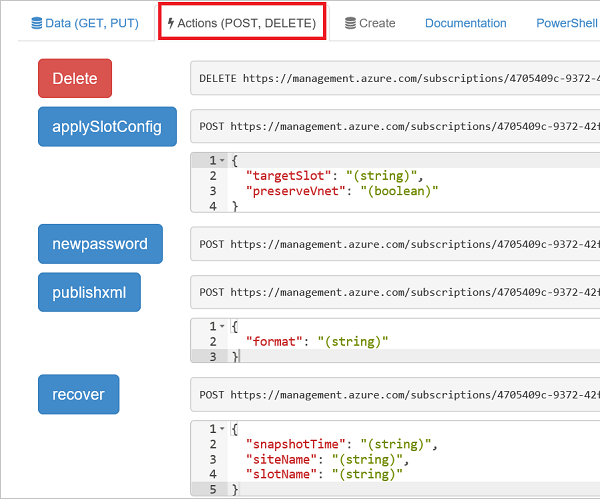 Data (GET, PUT) Actions (POST, DELETE) Create Documentation PowerShell
Delete DELETE https://management.azure.com/subscriptions/4705409c-9372-4
applySlotConfig POST https://management.azure.com/subscriptions/4705409c-9372-42f
1 {
2 "targetSlot": "(string)",
3 "preserveVnet": "(boolean)"
4 }
newpassword POST https://management.azure.com/subscriptions/4705409c-9372-42f
publishxml POST https://management.azure.com/subscriptions/4705409c-9372-42f
1 {
2 "format": "(string)"
3 }
recover POST https://management.azure.com/subscriptions/4705409c-9372-42f
1 {
2 "snapshotTime": "(string)",
3 "siteName": "(string)",
4 "slotName": "(string)"
5 }